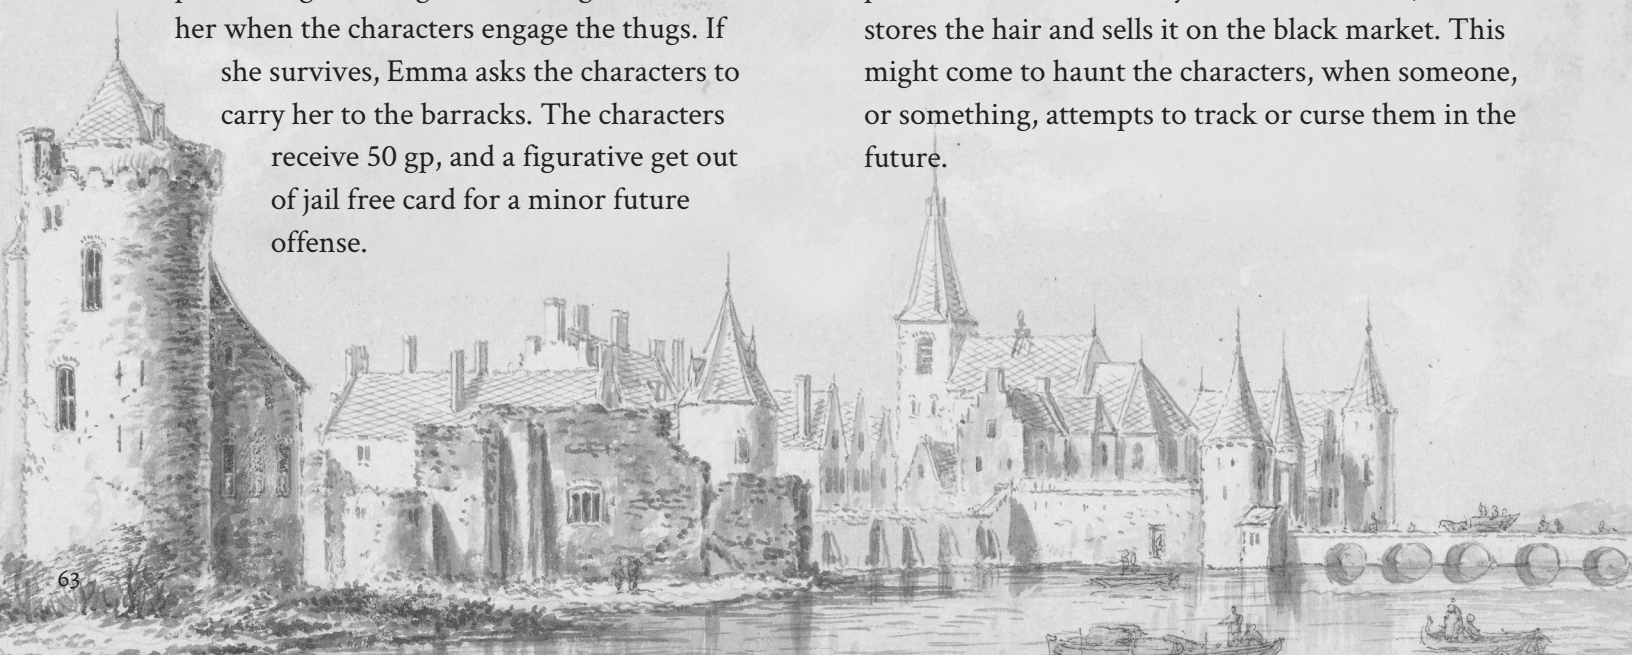 her when the characters engage the thugs. If
she survives, Emma asks the characters to
carry her to the barracks. The characters
receive 50 gp, and a figurative get out
of jail free card for a minor future
offense.
stores the hair and sells it on the black market. This
might come to haunt the characters, when someone,
or something, attempts to track or curse them in the
future.
63